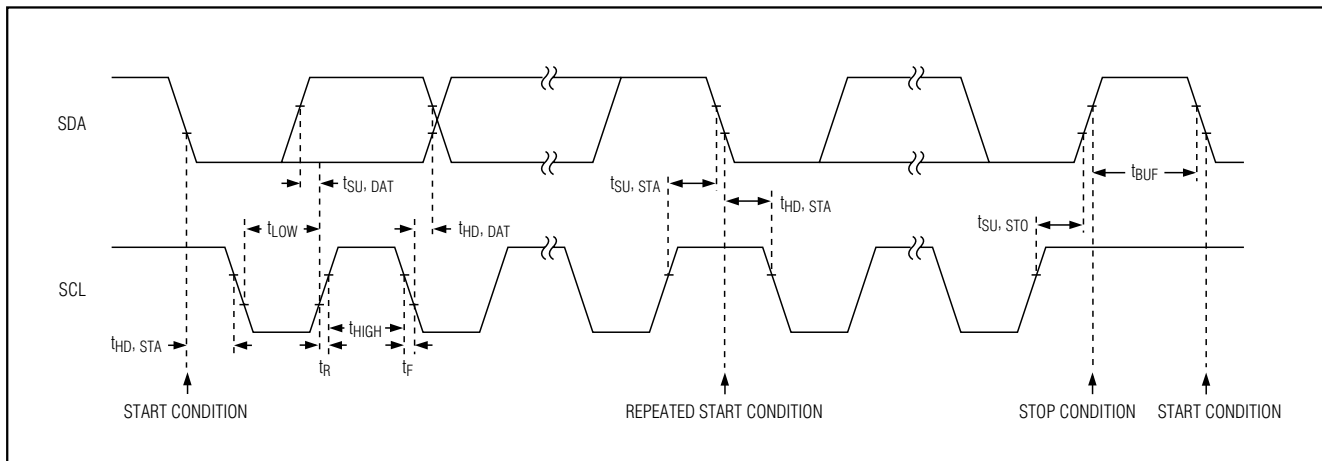 SDA
tSU, DAT
tSU, STA
tHD, STA
tBUF
tLOW
tHD, DAT
tSU, STO
SCL
tHD, STA
tR
tHIGH
tF
START CONDITION
REPEATED START CONDITION
STOP CONDITION
START CONDITION